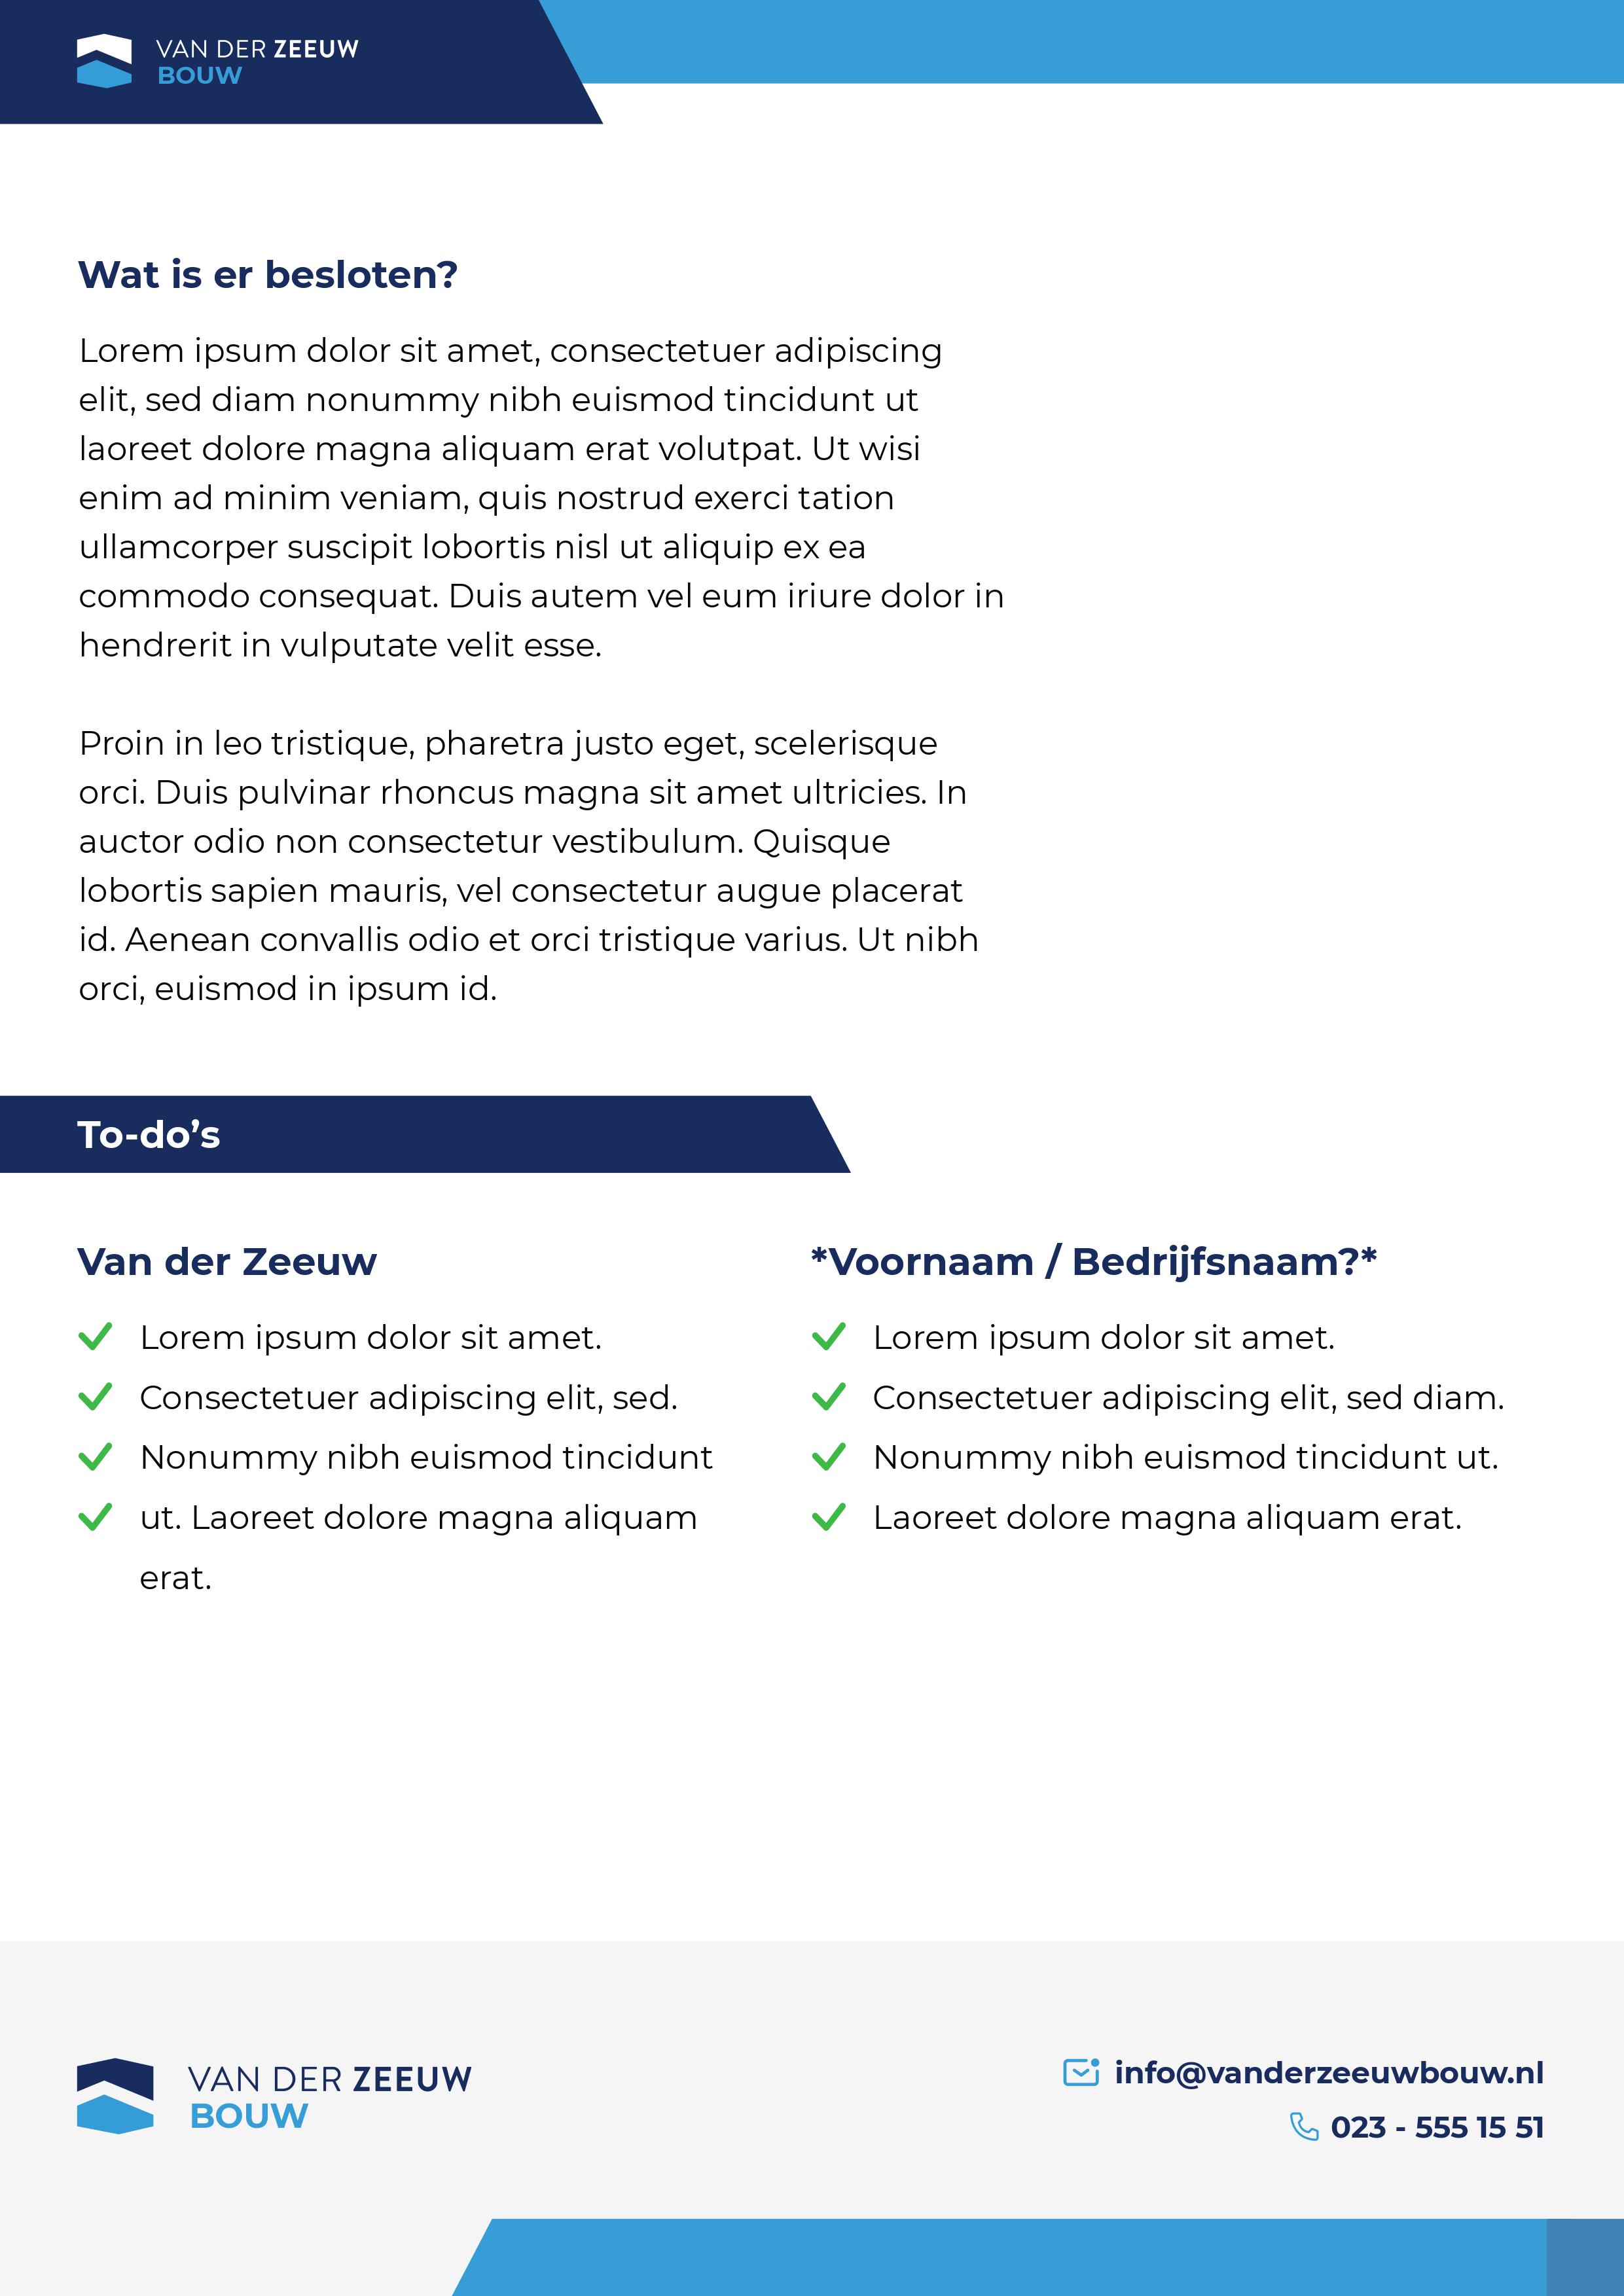 VAN DER ZEEUW
BOUW
Wat is er besloten?
Lorem ipsum dolor sit amet, consectetuer adipiscing
elit, sed diam nonummy nibh euismod tincidunt ut
laoreet dolore magna aliquam erat volutpat. Ut wisi
enim ad minim veniam, quis nostrud exerci tation
ullamcorper suscipit lobortis nisl ut aliquip ex ea
commodo consequat. Duis autem vel eum iriure dolor in
hendrerit in vulputate velit esse.
Proin in leo tristique, pharetra justo eget, scelerisque
orci. Duis pulvinar rhoncus magna sit amet ultricies. In
auctor odio non consectetur vestibulum. Quisque
lobortis sapien mauris, vel consectetur augue placerat
id. Aenean convallis odio et orci tristique varius. Ut nibh
orci, euismod in ipsum id.
To-do’s
Van der Zeeuw
Lorem ipsum dolor sit amet.
Consectetuer adipiscing elit, sed.
Nonummy nibh euismod tincidunt
ut. Laoreet dolore magna aliquam
erat.
*Voornaam / Bedrijfsnaam?*
Lorem ipsum dolor sit amet.
Consectetuer adipiscing elit, sed diam.
Nonummy nibh euismod tincidunt ut.
Laoreet dolore magna aliquam erat.
VAN DER ZEEUW
BOUW
info@vanderzeeuwbouw.nl
023 - 555 15 51